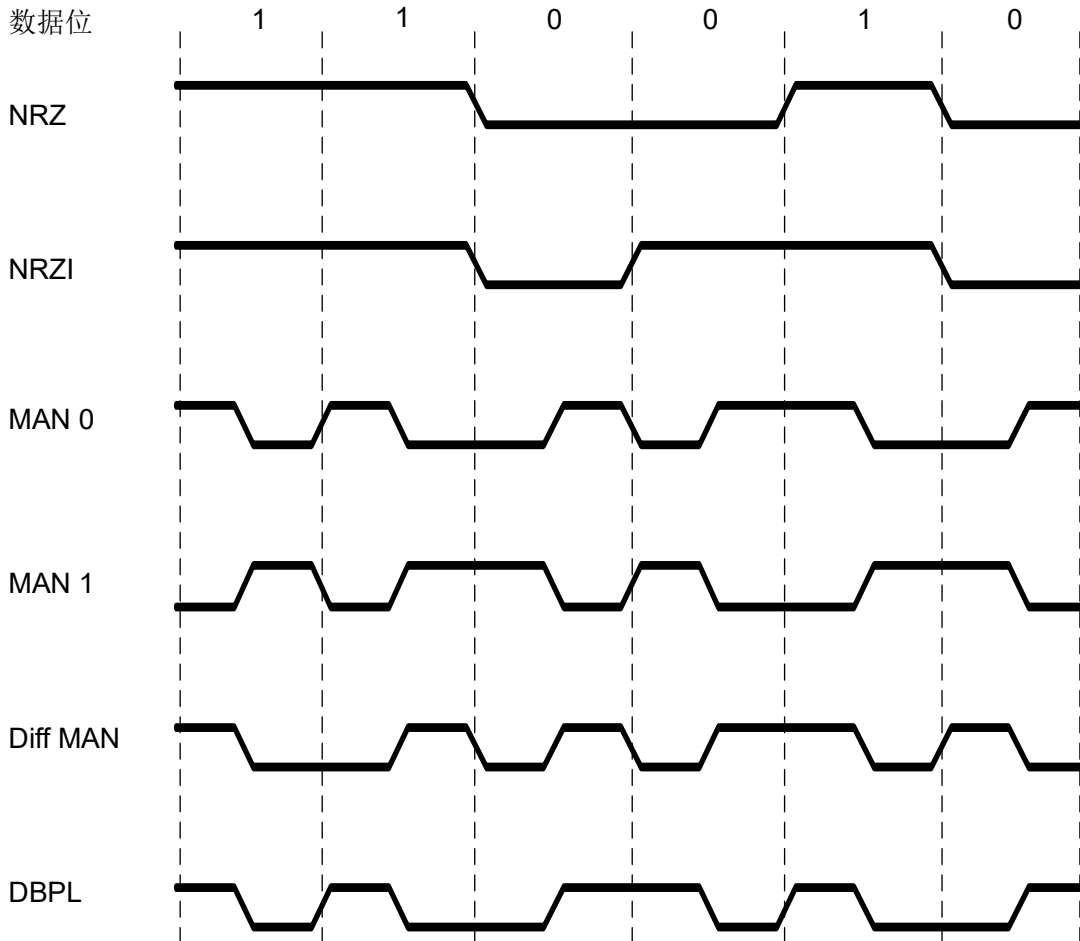 数据位 1 1 0 0 1 0
NRZ
NRZI
MAN 0
MAN 1
Diff MAN
DBPL